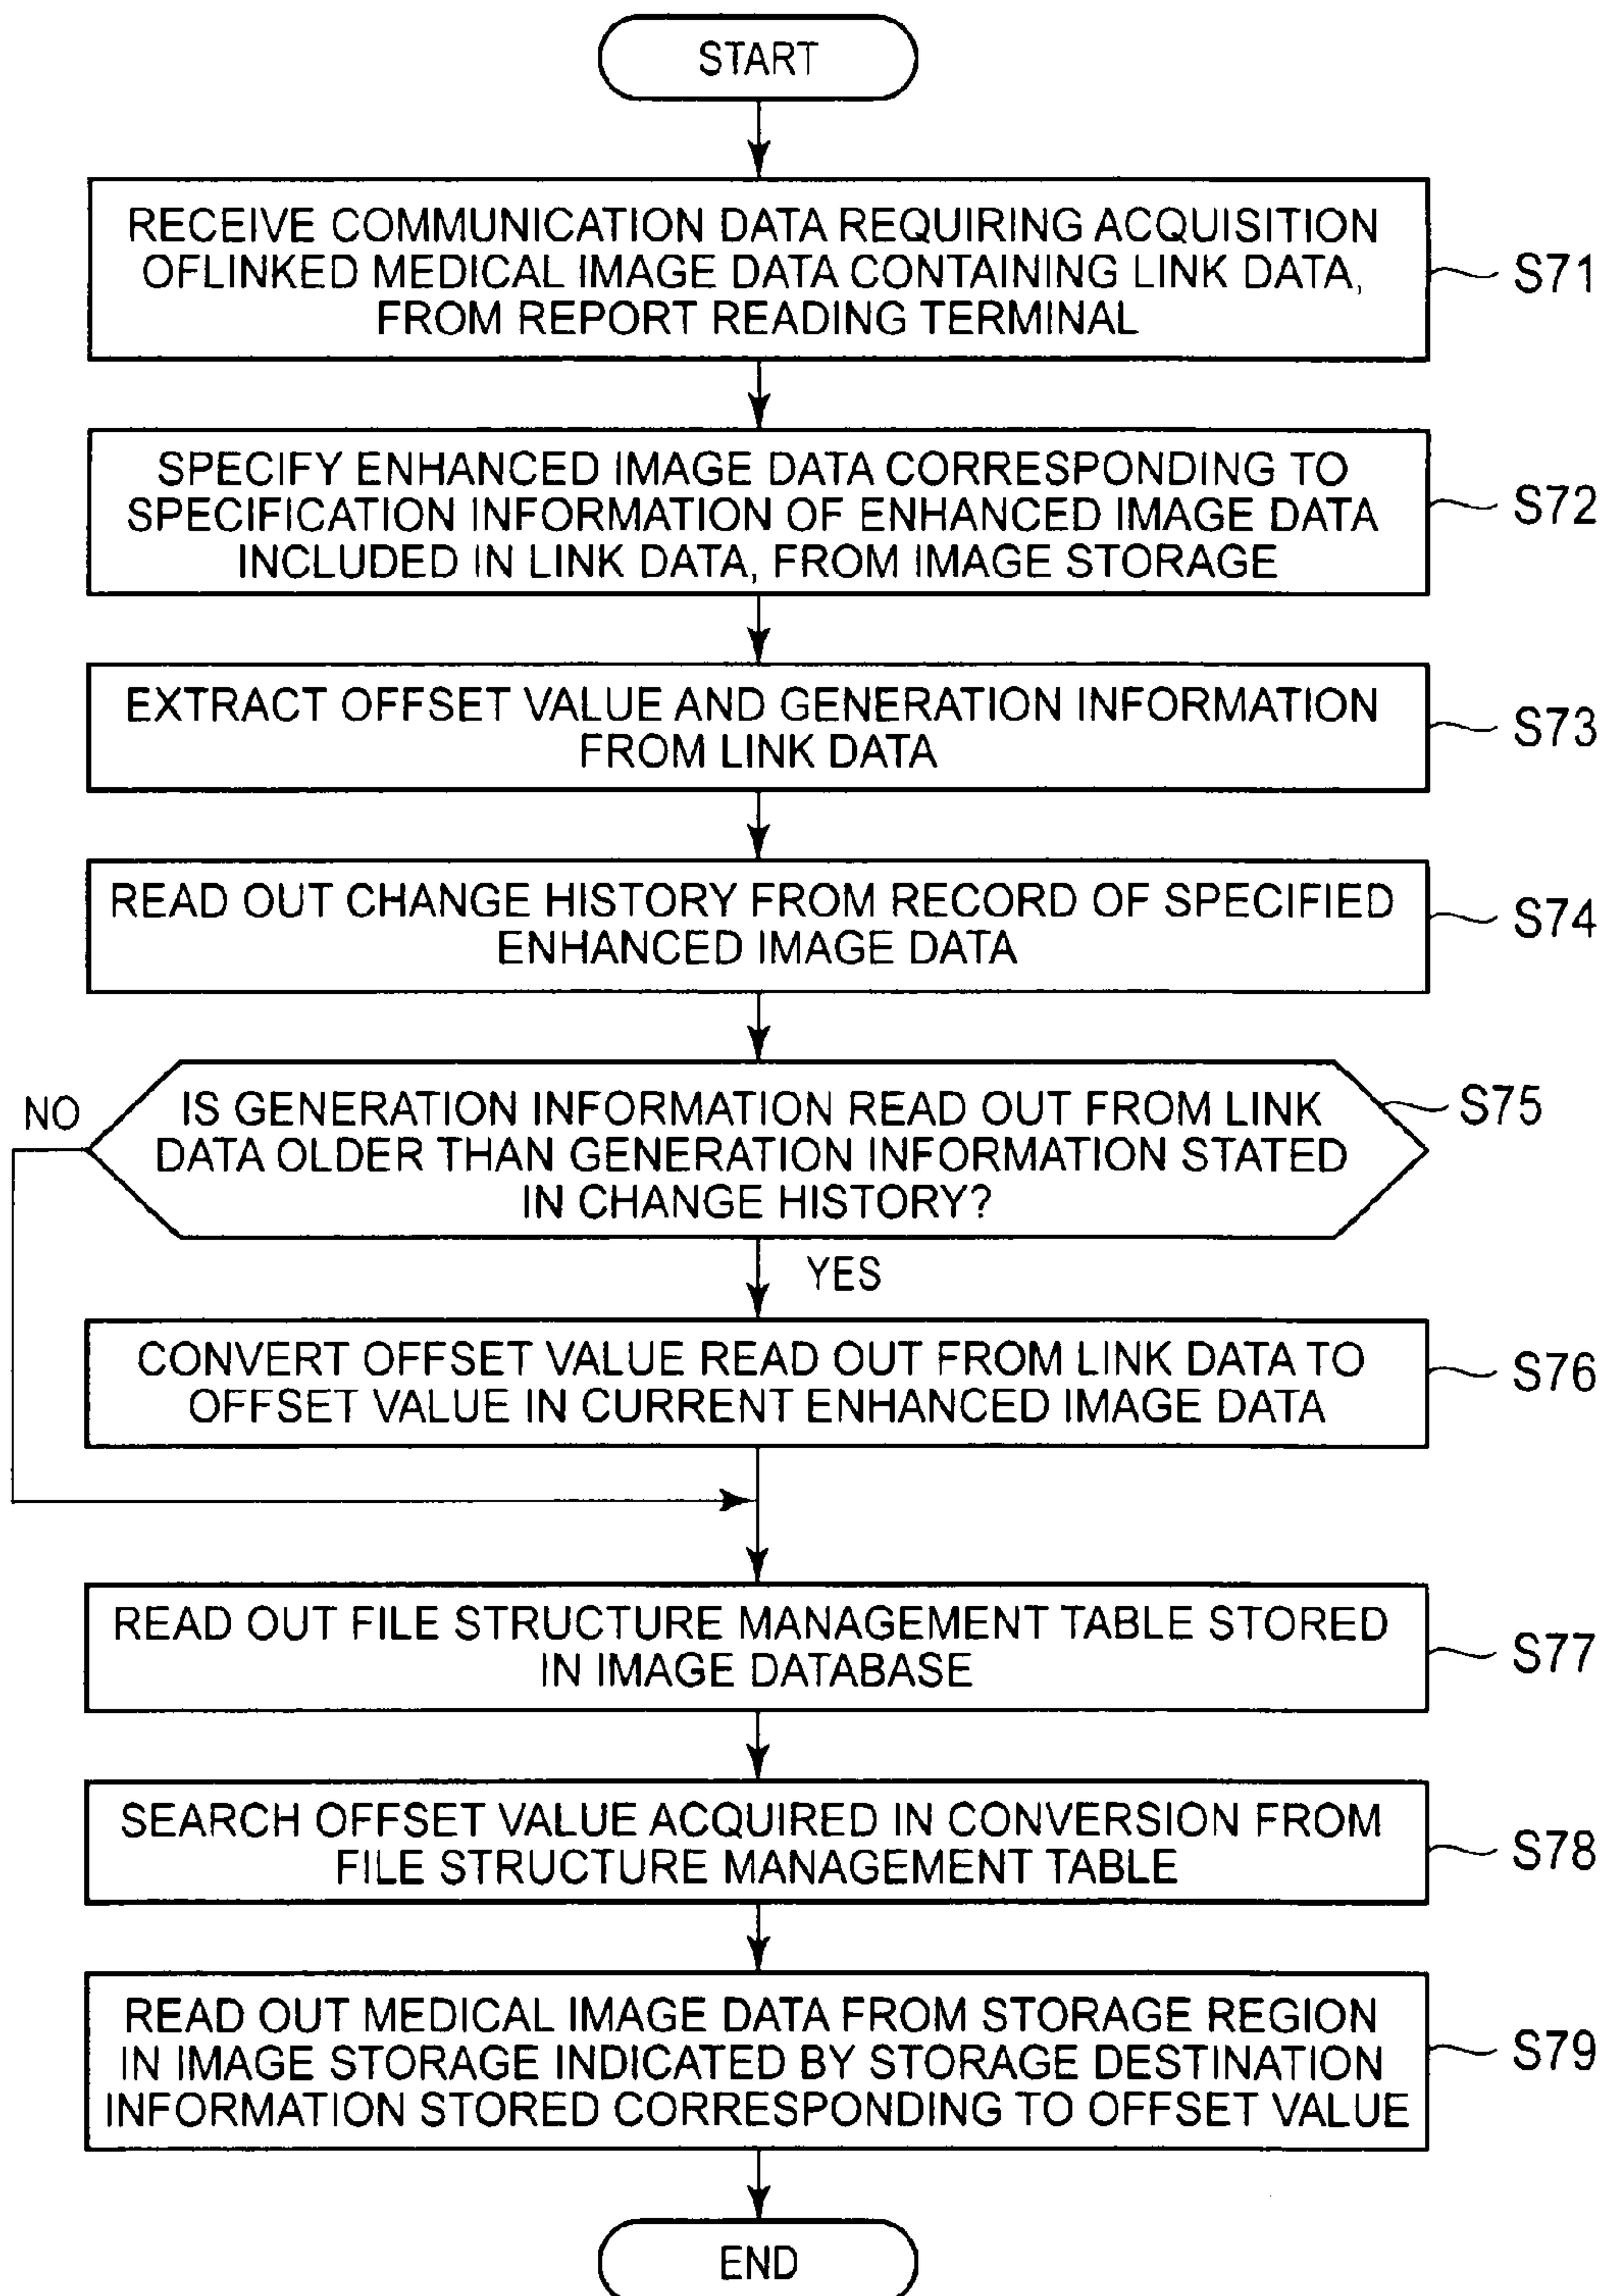 START
RECEIVE COMMUNICATION DATA REQUIRING ACQUISITION
OFLINKED MEDICAL IMAGE DATA CONTAINING LINK DATA,
FROM REPORT READING TERMINAL
S71
SPECIFY ENHANCED IMAGE DATA CORRESPONDING TO
SPECIFICATION INFORMATION OF ENHANCED IMAGE DATA
INCLUDED IN LINK DATA, FROM IMAGE STORAGE
S72
EXTRACT OFFSET VALUE AND GENERATION INFORMATION
FROM LINK DATA
S73
READ OUT CHANGE HISTORY FROM RECORD OF SPECIFIED
ENHANCED IMAGE DATA
S74
NO
IS GENERATION INFORMATION READ OUT FROM LINK
DATA OLDER THAN GENERATION INFORMATION STATED
IN CHANGE HISTORY?
S75
YES
CONVERT OFFSET VALUE READ OUT FROM LINK DATA TO
OFFSET VALUE IN CURRENT ENHANCED IMAGE DATA
S76
READ OUT FILE STRUCTURE MANAGEMENT TABLE STORED
IN IMAGE DATABASE
S77
SEARCH OFFSET VALUE ACQUIRED IN CONVERSION FROM
FILE STRUCTURE MANAGEMENT TABLE
S78
READ OUT MEDICAL IMAGE DATA FROM STORAGE REGION
IN IMAGE STORAGE INDICATED BY STORAGE DESTINATION
INFORMATION STORED CORRESPONDING TO OFFSET VALUE
S79
END